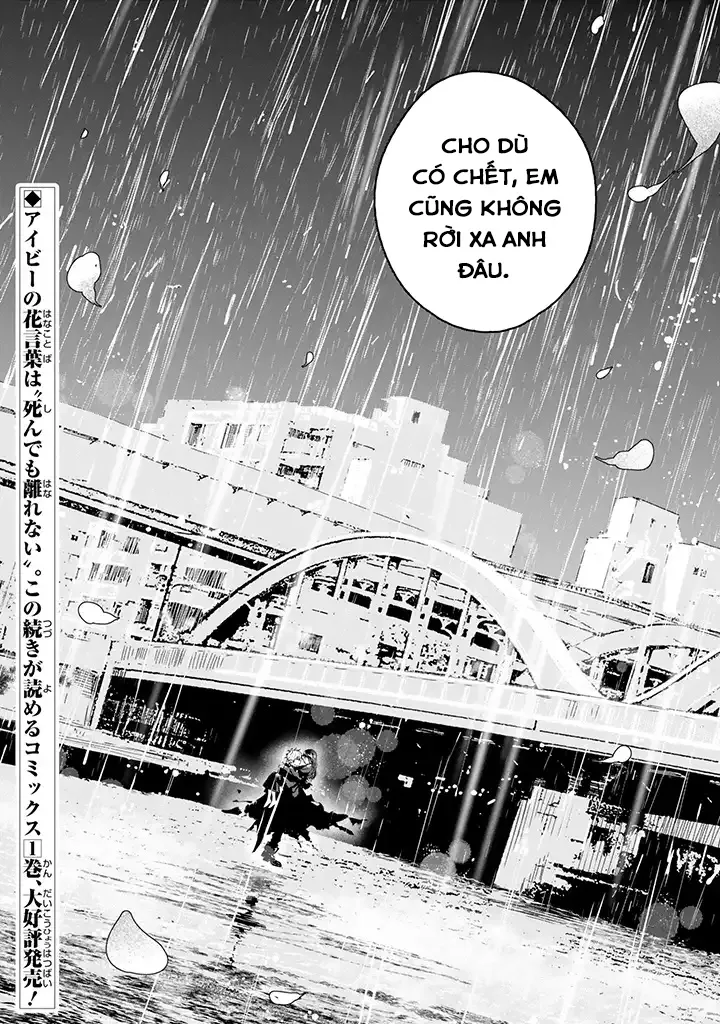 CHO DÙ
CÓ CHẾT, EM
CŨNG KHÔNG
RỜI XA ANH
ĐÂU.
◆アイビーの花言葉は〝死んでも離れない〟。この続きが読めるコミックス1巻、大好評発売!